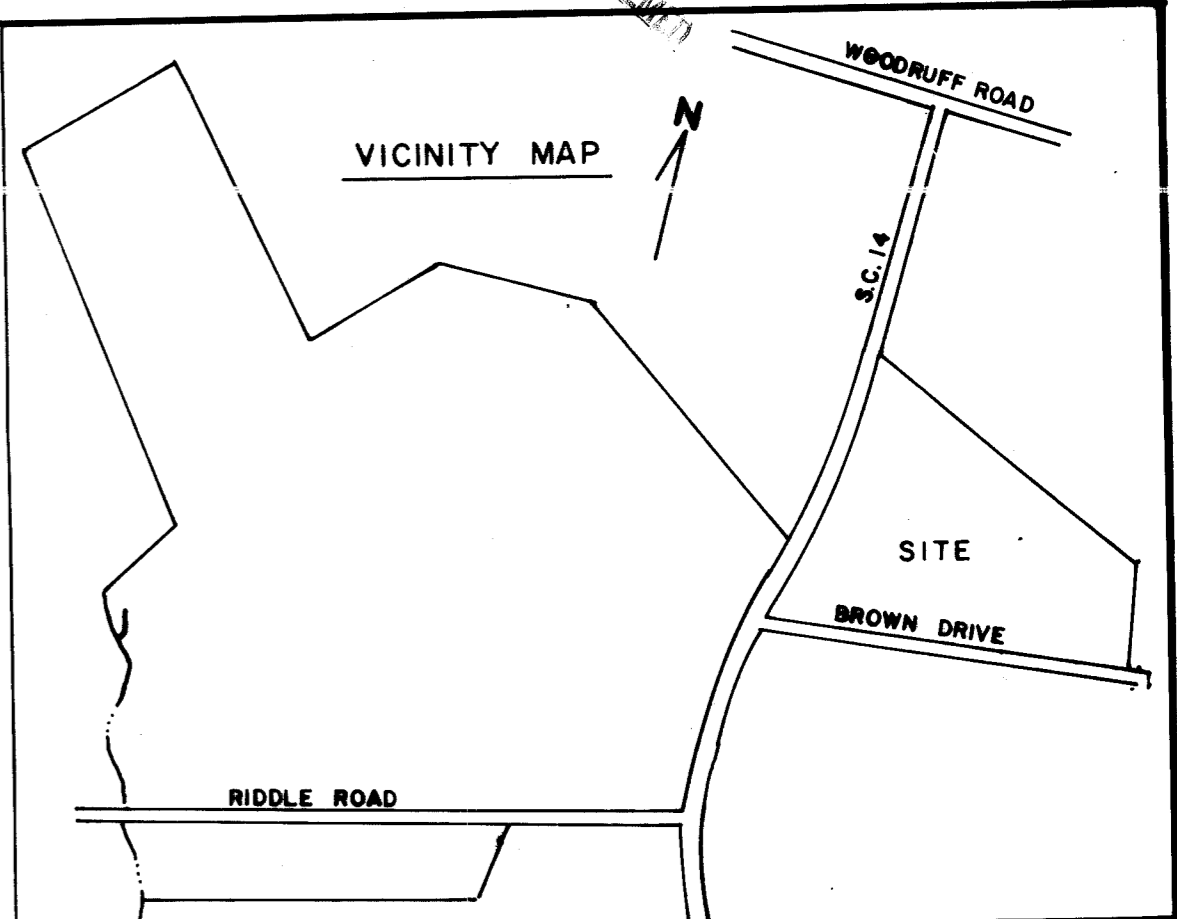 WOODRUFF ROAD
N
VICINITY MAP
S.C. 14
SITE
BROWN DRIVE
RIDDLE ROAD